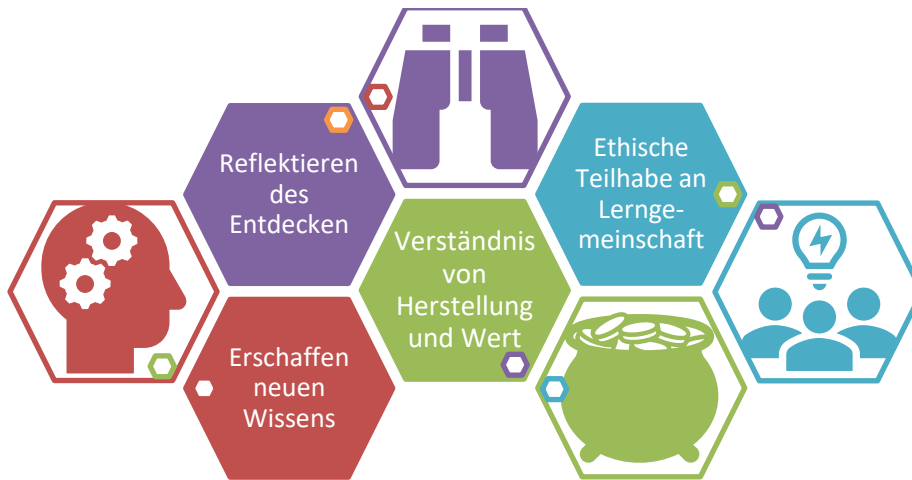 Reflektieren
des
Entdecken
Ethische
Teilhabe an
Lernge-
meinschaft
Verständnis
von
Herstellung
und Wert
Erschaffen
neuen
Wissens